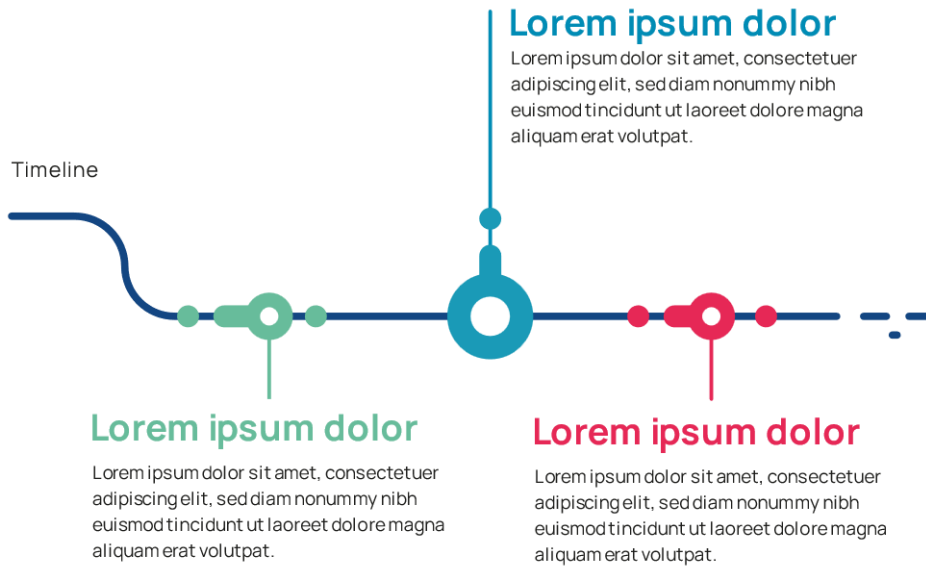 Lorem ipsum dolor
Lorem ipsum dolor sit amet, consectetuer
adipiscing elit, sed diam nonummy nibh
euismod tincidunt ut laoreet dolore magna
aliquam erat volutpat.
Timeline
Lorem ipsum dolor
Lorem ipsum dolor sit amet, consectetuer
adipiscing elit, sed diam nonummy nibh
euismod tincidunt ut laoreet dolore magna
aliquam erat volutpat.
Lorem ipsum dolor
Lorem ipsum dolor sit amet, consectetuer
adipiscing elit, sed diam nonummy nibh
euismod tincidunt ut laoreet dolore magna
aliquam erat volutpat.